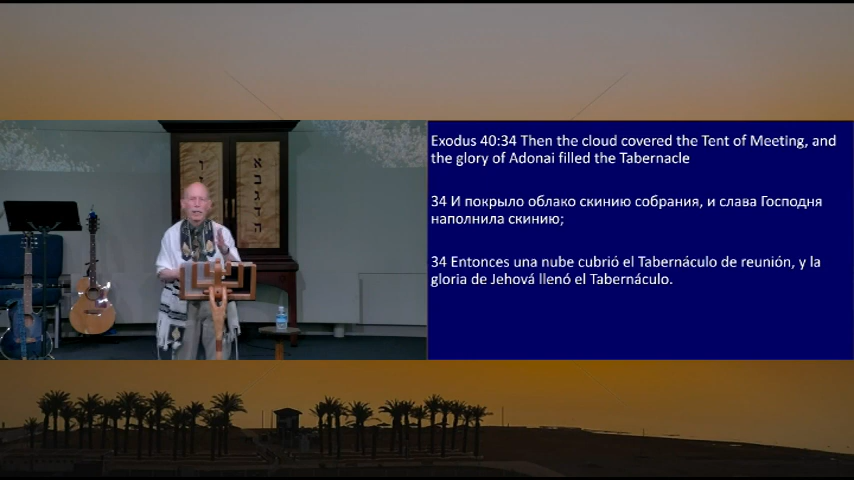 Exodus 40:34 Then the cloud covered the Tent of Meeting, and
the glory of Adonai filled the Tabernacle
34 И покрыло облако скинию собрания, и слава Господня
наполнила скинию;
34 Entonces una nube cubrió el Tabernáculo de reunión, y la
gloria de Jehová llenó el Tabernáculo.
א
ב
ג
ד
ה